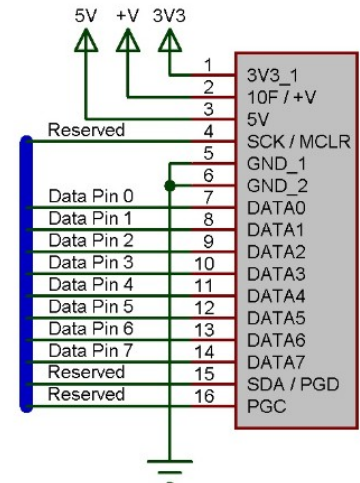 5V +V 3V3
1 3V3_1
2 10F / +V
3 5V
Reserved 4 SCK / MCLR
5 GND_1
6 GND_2
Data Pin 0 7 DATA0
Data Pin 1 8 DATA1
Data Pin 2 9 DATA2
Data Pin 3 10 DATA3
Data Pin 4 11 DATA4
Data Pin 5 12 DATA5
Data Pin 6 13 DATA6
Data Pin 7 14 DATA7
Reserved 15 SDA / PGD
Reserved 16 PGC